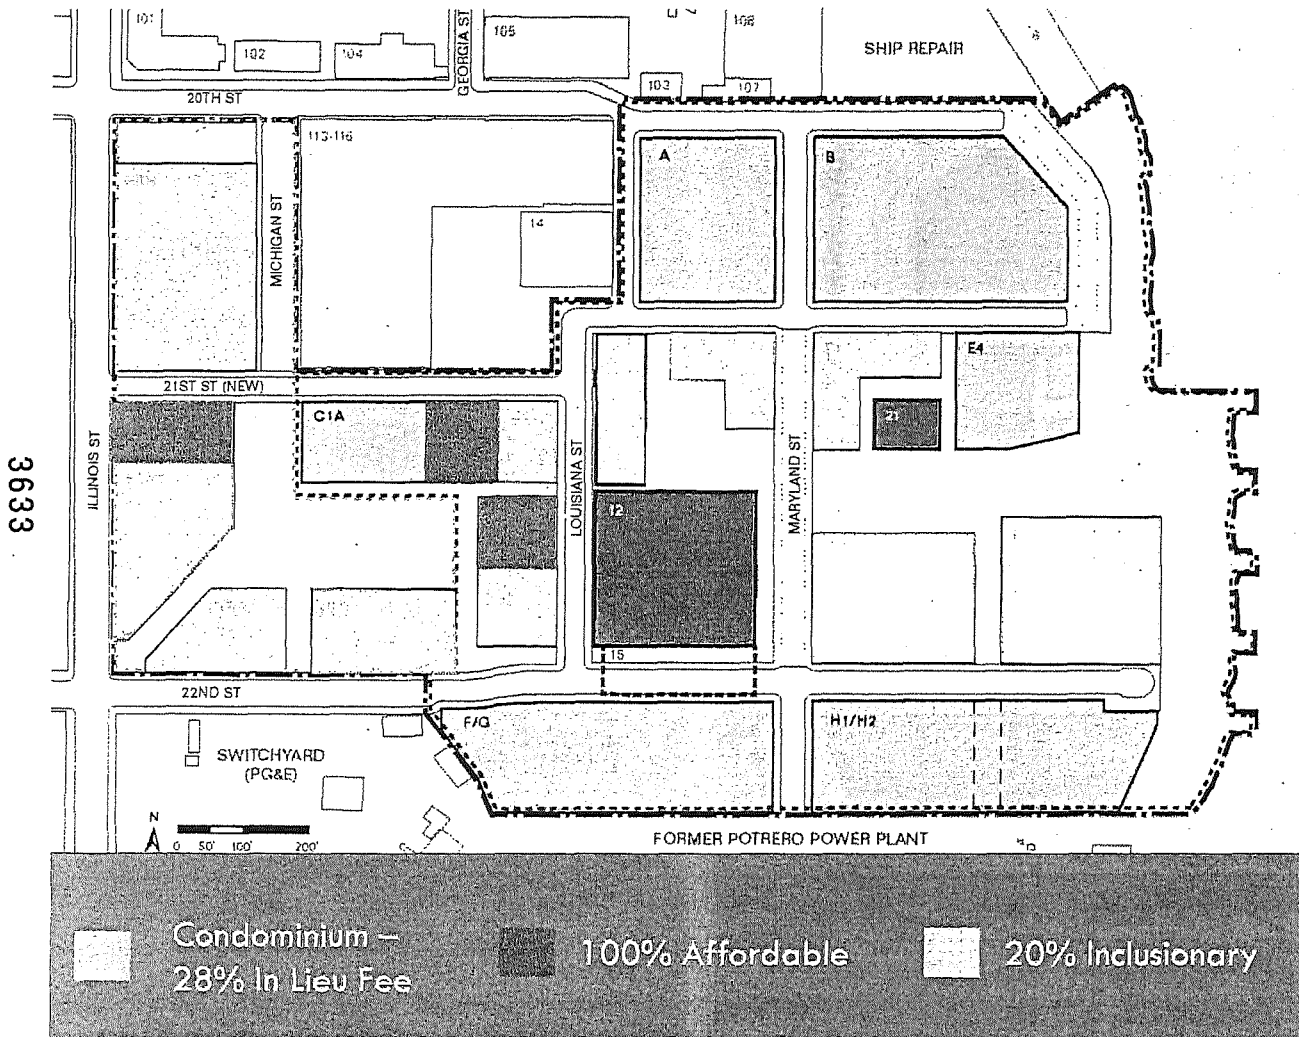 101
102
104
GEORGIA ST
105
106
103
107
SHIP REPAIR
20TH ST
113-116
A
B
MICHIGAN ST
14
21ST ST (NEW)
C1A
E4
21
ILLINOIS ST
LOUISIANA ST
12
MARYLAND ST
3633
15
22ND ST
F/G
H1/H2
SWITCHYARD
(PG&E)
N
0 50' 100' 200'
FORMER POTRERO POWER PLANT
Condominium –
28% In Lieu Fee
100% Affordable
20% Inclusionary